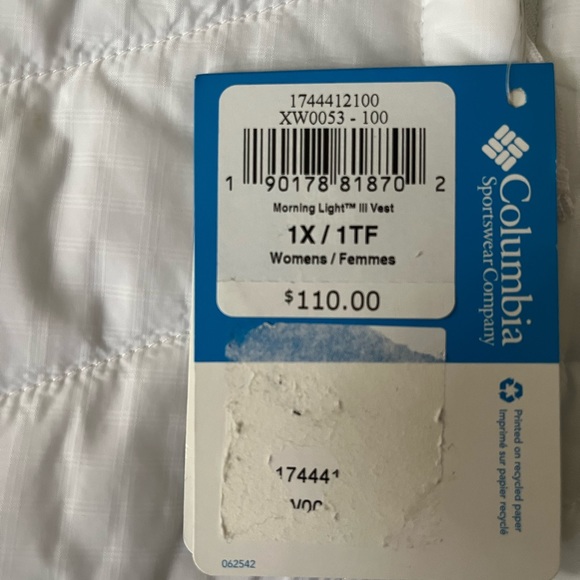 1744412100
XW0053 - 100
1 90178 81870 2
Morning Light™ III Vest
1X / 1TF
Womens / Femmes
$110.00
Columbia
Sportswear Company
Printed on recycled paper
Imprimé sur papier recyclé
174441
062542